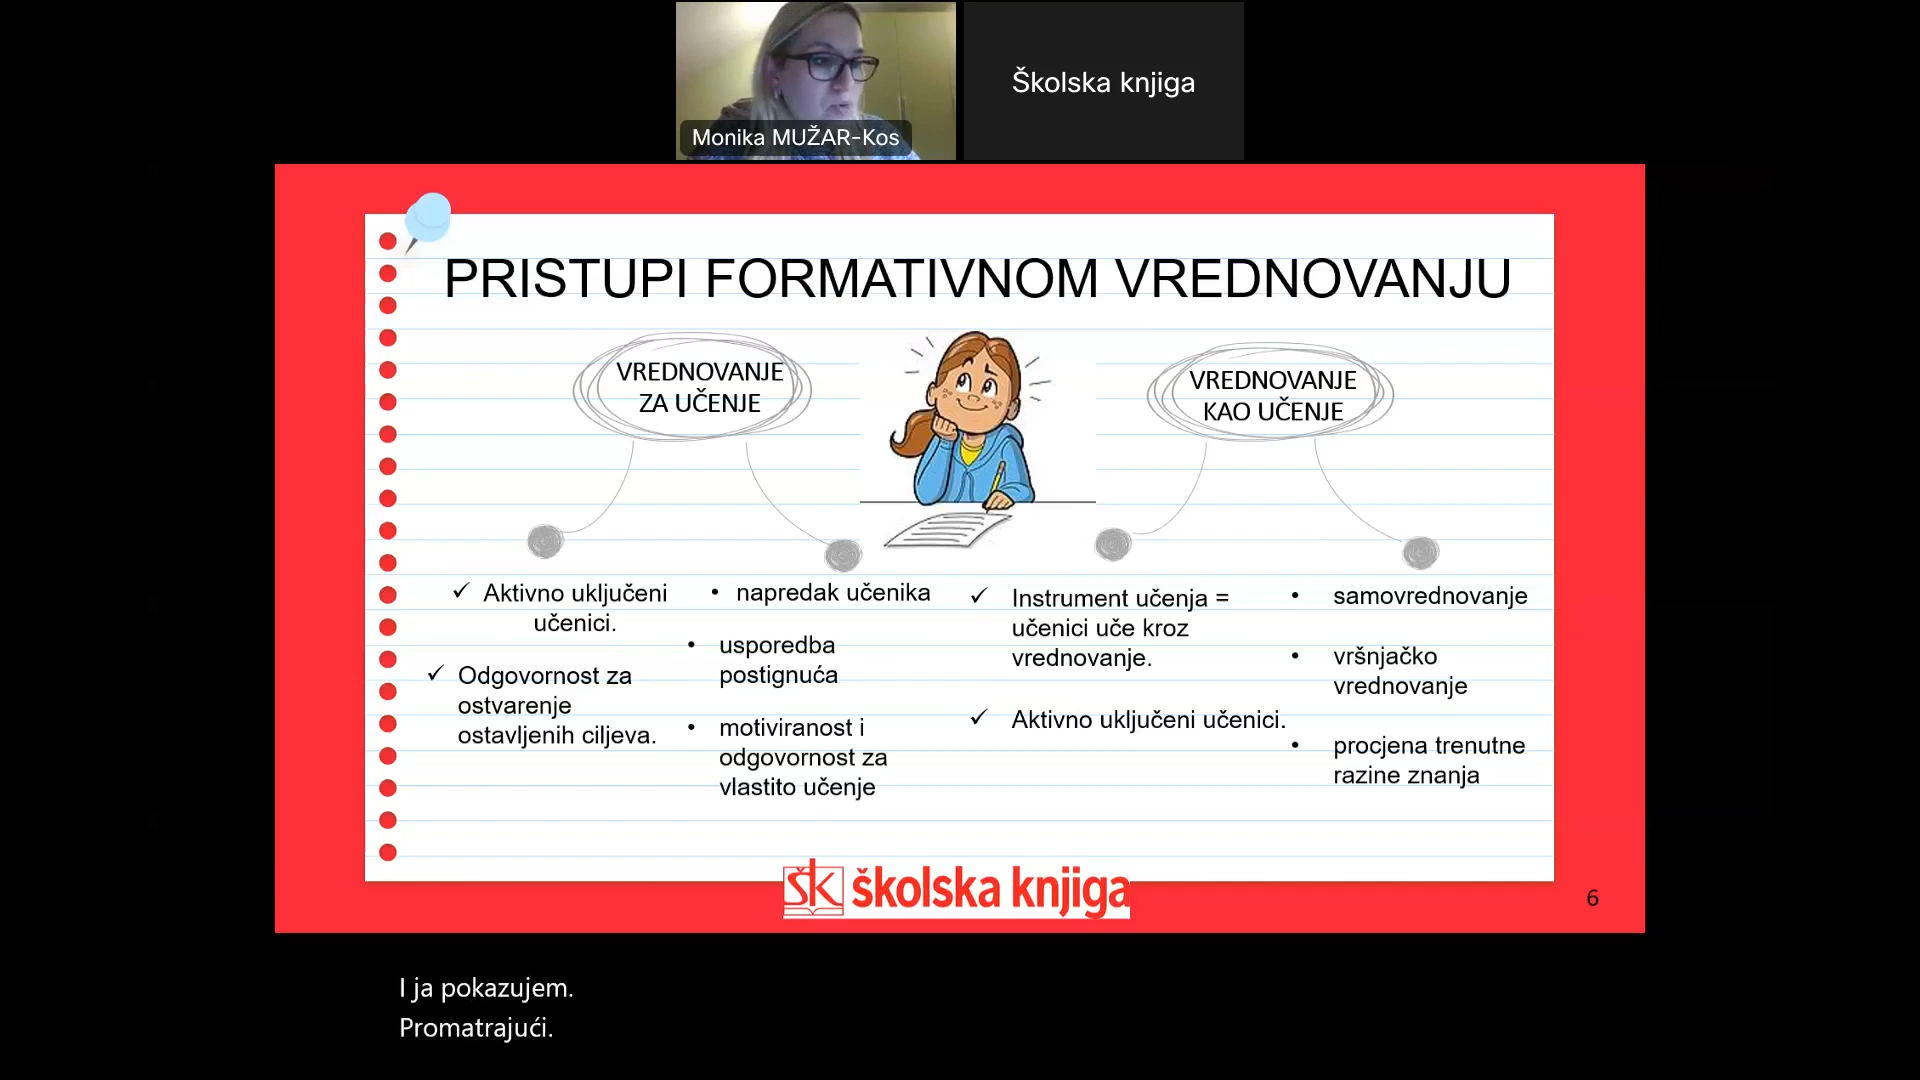 Monika MUŽAR-Kos
Školska knjiga
PRISTUPI FORMATIVNOM VREDNOVANJU
VREDNOVANJE
ZA UČENJE
VREDNOVANJE
KAO UČENJE
✓ Aktivno uključeni
učenici.
✓ Odgovornost za
ostvarenje
ostavljenih ciljeva.
• napredak učenika
• usporedba
postignuća
• motiviranost i
odgovornost za
vlastito učenje
✓ Instrument učenja =
učenici uče kroz
vrednovanje.
✓ Aktivno uključeni učenici.
• samovrednovanje
• vršnjačko
vrednovanje
• procjena trenutne
razine znanja
ŠK školska knjiga
6
I ja pokazujem.
Promatrajući.